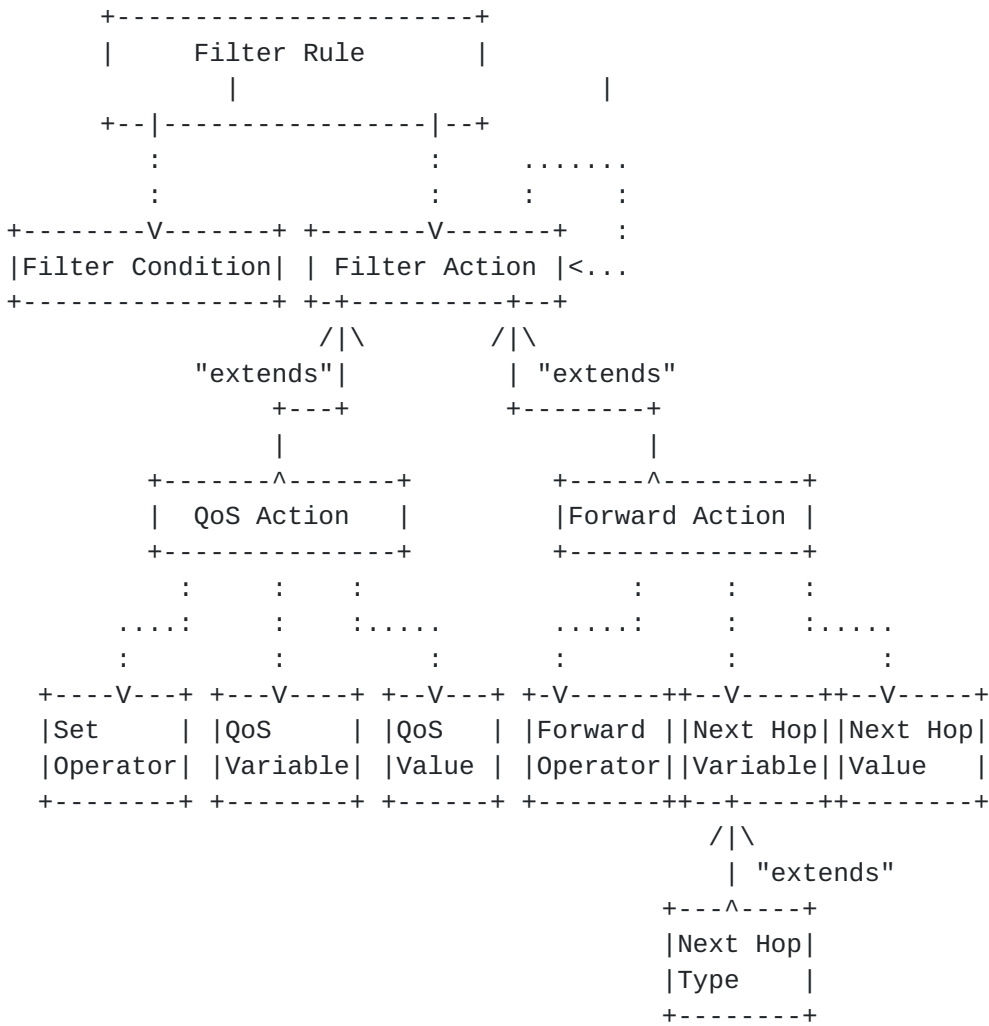 Filter Rule
Filter Condition Filter Action
"extends" "extends"
QoS Action Forward Action
Set QoS QoS Forward Next Hop Next Hop
Operator Variable Value Operator Variable Value
"extends"
Next Hop
Type